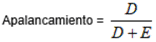 Apalancamiento = D / D + E